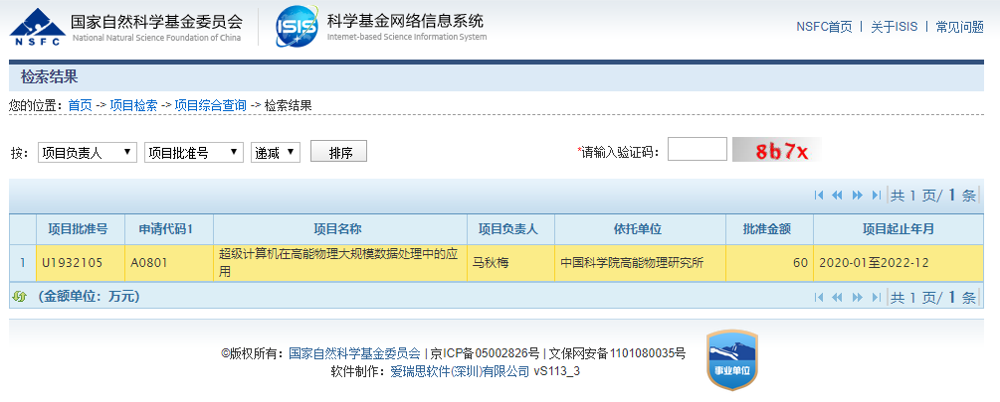 国家自然科学基金委员会
National Natural Science Foundation of China
NSFC
ISIS
科学基金网络信息系统
Internet-based Science Information System
NSFC首页 | 关于ISIS | 常见问题
检索结果
您的位置：首页 -> 项目检索 -> 项目综合查询 -> 检索结果
按： 项目负责人 项目批准号 递减 排序 *请输入验证码： 8b7x
共 1 页/ 1 条
项目批准号 申请代码1 项目名称 项目负责人 依托单位 批准金额 项目起止年月
1 U1932105 A0801 超级计算机在高能物理大规模数据处理中的应
用 马秋梅 中国科学院高能物理研究所 60 2020-01至2022-12
(金额单位：万元) 共 1 页/ 1 条
©版权所有：国家自然科学基金委员会 | 京ICP备05002826号 | 文保网安备1101080035号
软件制作：爱瑞思软件(深圳)有限公司 vS113_3
事业单位